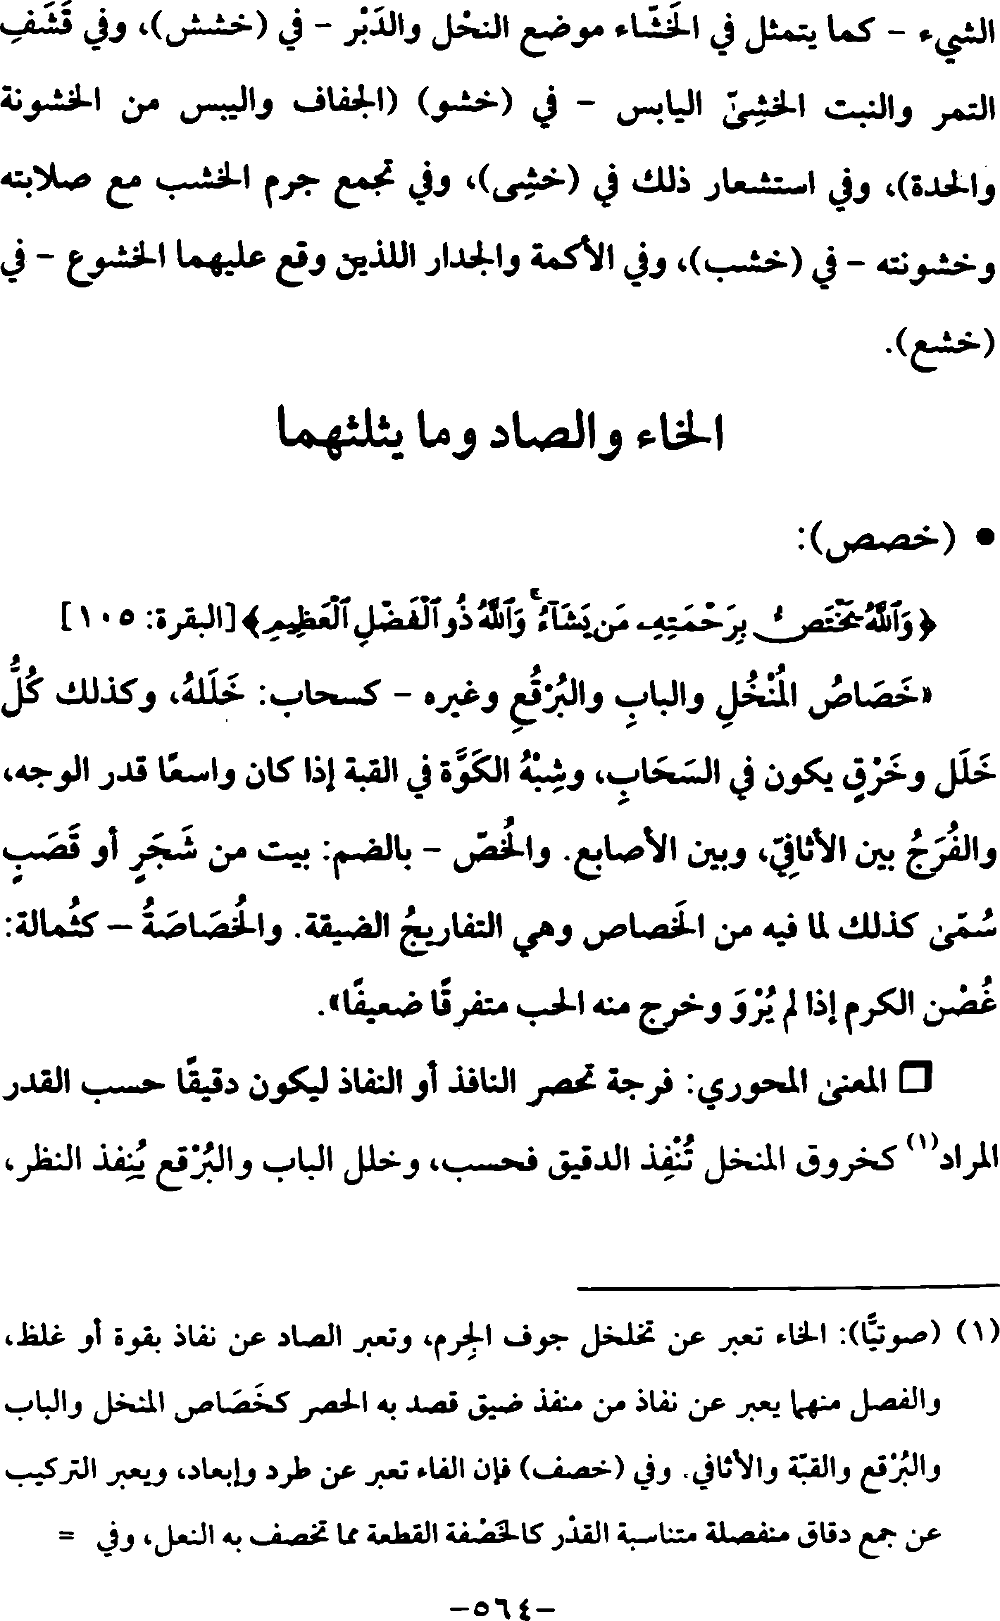 الشيء - كما يتمثل في الخَشّاء موضع النحْل والدَبْر - في (خشش)، وفي قَشَفِ
التمر والنبت الخشِىّ اليابس - في (خشو) (الجفاف واليبس من الخشونة
والحدة)، وفي استشعار ذلك في (خشِى)، وفي تجمع جرم الخشب مع صلابته
وخشونته - في (خشب)، وفي الأكمة والجدار اللذين وقع عليهما الخشوع - في
(خشع).
الخاء والصاد وما يثلثهما
• (خصص):
﴿وَٱللَّهُ يَخْتَصُّ بِرَحْمَتِهِۦ مَن يَشَآءُ ۚ وَٱللَّهُ ذُو ٱلْفَضْلِ ٱلْعَظِيمِ﴾ [البقرة: ١٠٥]
«خَصَاصُ المُنْخُلِ والبابِ والبُرْقُعِ وغيره - كسحاب: خَلَلهُ، وكذلك كُلُّ
خَلَل وخَرْقٍ يكون في السَحَابِ، وشِبْهُ الكَوَّة في القبة إذا كان واسعًا قدر الوجه،
والفُرَجُ بين الأثافِيّ، وبين الأصابع. والخُصّ - بالضم: بيت من شَجَرٍ أو قَصَبٍ
سُمّى كذلك لما فيه من الخَصاص وهي التفاريجُ الضيقة. والخُصَاصَةُ - كثُمالة:
غُصْن الكرم إذا لم يُرْوَ وخرج منه الحب متفرقًا ضعيفًا».
❒ المعنى المحوري: فرجة تحصر النافذ أو النفاذ ليكون دقيقًا حسب القدر
المراد(١) كخروق المنخل تُنْفِذ الدقيق فحسب، وخلل الباب والبُرْقع يُنِفذ النظر،
(١) (صوتيًّا): الخاء تعبر عن تخلخل جوف الجِرم، وتعبر الصاد عن نفاذ بقوة أو غلظ،
والفصل منهما يعبر عن نفاذ من منفذ ضيق قصد به الحصر كخَصَاص المنخل والباب
والبُرْقع والقبّة والأثافي. وفي (خصف) فإن الفاء تعبر عن طرد وإبعاد، ويعبر التركيب
عن جمع دقاق منفصلة متناسبة القدْر كالخَصْفة القطعة مما تخصف به النعل، وفي =
-٥٦٤-